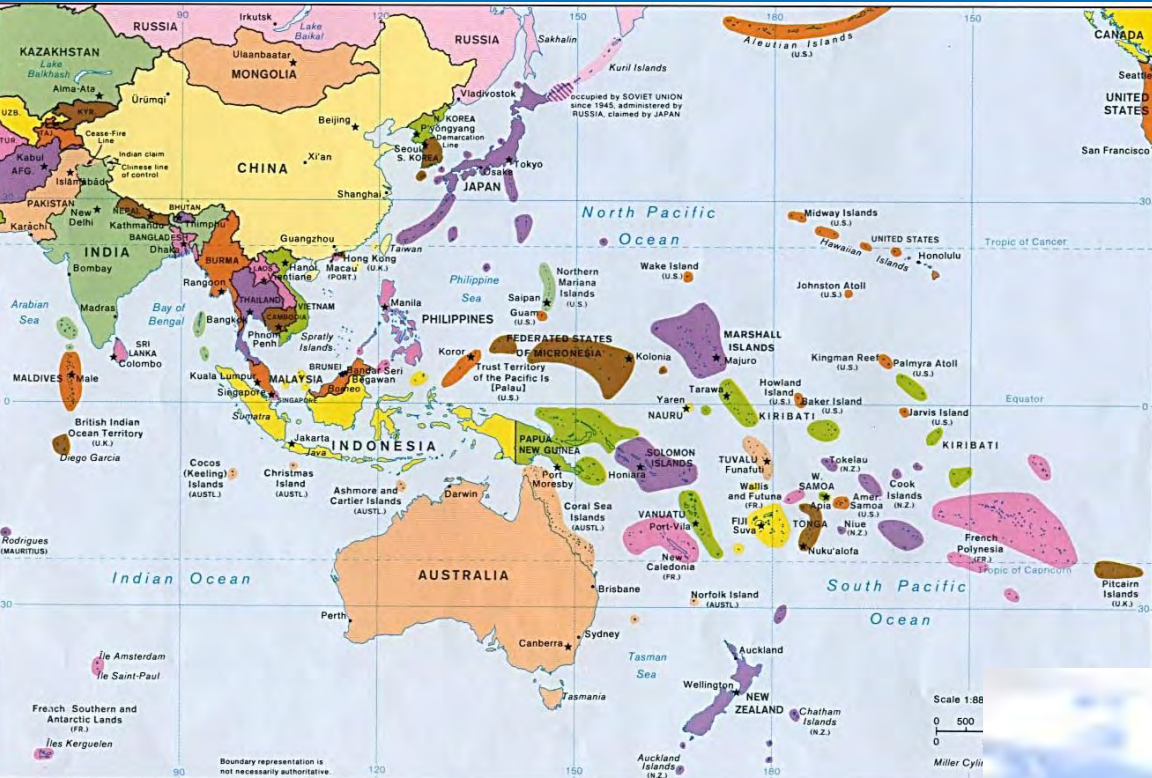 90
120
150
180
150
RUSSIA
Irkutsk
Lake
Baikal
RUSSIA
Sakhalin
Aleutian Islands
(U.S.)
CANADA
KAZAKHSTAN
Lake
Balkhash
Ulaanbaatar
MONGOLIA
Kuril Islands
Seattle
Alma-Ata
Ürümqi
Vladivostok
occupied by SOVIET UNION
since 1945, administered by
RUSSIA, claimed by JAPAN
UNITED
STATES
UZB.
KYR.
TAJ.
TUR.
Cease-Fire
Line
Beijing
N. KOREA
P'yŏngyang
Demarcation
Line
Seoul
S. KOREA
San Francisco
Kabul
AFG.
Indian claim
Chinese line
of control
Islāmābād
Xi'an
CHINA
Tokyo
Osaka
JAPAN
PAKISTAN
Shanghai
30
30
New
Delhi
NEPAL
Kathmandu
BHUTAN
Thimphu
North Pacific
Ocean
Midway Islands
(U.S.)
Karāchi
BANGLADESH
Dhaka
Guangzhou
Taiwan
Hawaiian
Islands
UNITED STATES
Honolulu
Tropic of Cancer
INDIA
BURMA
Hanoi
Macau
(PORT.)
Hong Kong
(U.K.)
Bombay
LAOS
Vientiane
Philippine
Sea
Northern
Mariana
Islands
(U.S.)
Wake Island
(U.S.)
Johnston Atoll
(U.S.)
Rangoon
THAILAND
VIETNAM
Manila
Saipan
Guam
(U.S.)
Arabian
Sea
Bay of
Bengal
Madras
Bangkok
CAMBODIA
Phnom
Penh
Spratly
Islands
PHILIPPINES
MARSHALL
ISLANDS
Majuro
SRI
LANKA
Colombo
FEDERATED STATES
OF MICRONESIA
Kolonia
Koror
Trust Territory
of the Pacific Is
[Palau]
(U.S.)
Kingman Reef
(U.S.)
Palmyra Atoll
(U.S.)
MALDIVES
Male
Kuala Lumpur
MALAYSIA
BRUNEI
Bandar Seri
Begawan
Borneo
Singapore
SINGAPORE
Tarawa
Howland
Island
(U.S.)
Baker Island
(U.S.)
Yaren
NAURU
KIRIBATI
Equator
0
0
Jarvis Island
(U.S.)
KIRIBATI
British Indian
Ocean Territory
(U.K.)
Diego Garcia
Sumatra
Jakarta
Java
INDONESIA
PAPUA
NEW GUINEA
Port
Moresby
SOLOMON
ISLANDS
Honiara
TUVALU
Funafuti
Tokelau
(N.Z.)
Cocos
(Keeling)
Islands
(AUSTL.)
Christmas
Island
(AUSTL.)
Ashmore and
Cartier Islands
(AUSTL.)
Darwin
Coral Sea
Islands
(AUSTL.)
Wallis
and Futuna
(FR.)
W.
SAMOA
Apia
Amer.
Samoa
(U.S.)
Cook
Islands
(N.Z.)
VANUATU
Port-Vila
FIJI
Suva
TONGA
Nuku'alofa
Niue
(N.Z.)
French
Polynesia
(FR.)
Rodrigues
(MAURITIUS)
New
Caledonia
(FR.)
Tropic of Capricorn
Pitcairn
Islands
(U.K.)
Indian Ocean
AUSTRALIA
Brisbane
Norfolk Island
(AUSTL.)
South Pacific
Ocean
30
30
Perth
Canberra
Sydney
Tasman
Sea
Auckland
Île Amsterdam
Île Saint-Paul
Tasmania
Wellington
NEW
ZEALAND
Chatham
Islands
(N.Z.)
French Southern and
Antarctic Lands
(FR.)
Îles Kerguelen
Auckland
Islands
(N.Z.)
Scale 1:88
0 500
0
Miller Cylin
Boundary representation is
not necessarily authoritative.
90
120
150
180
150